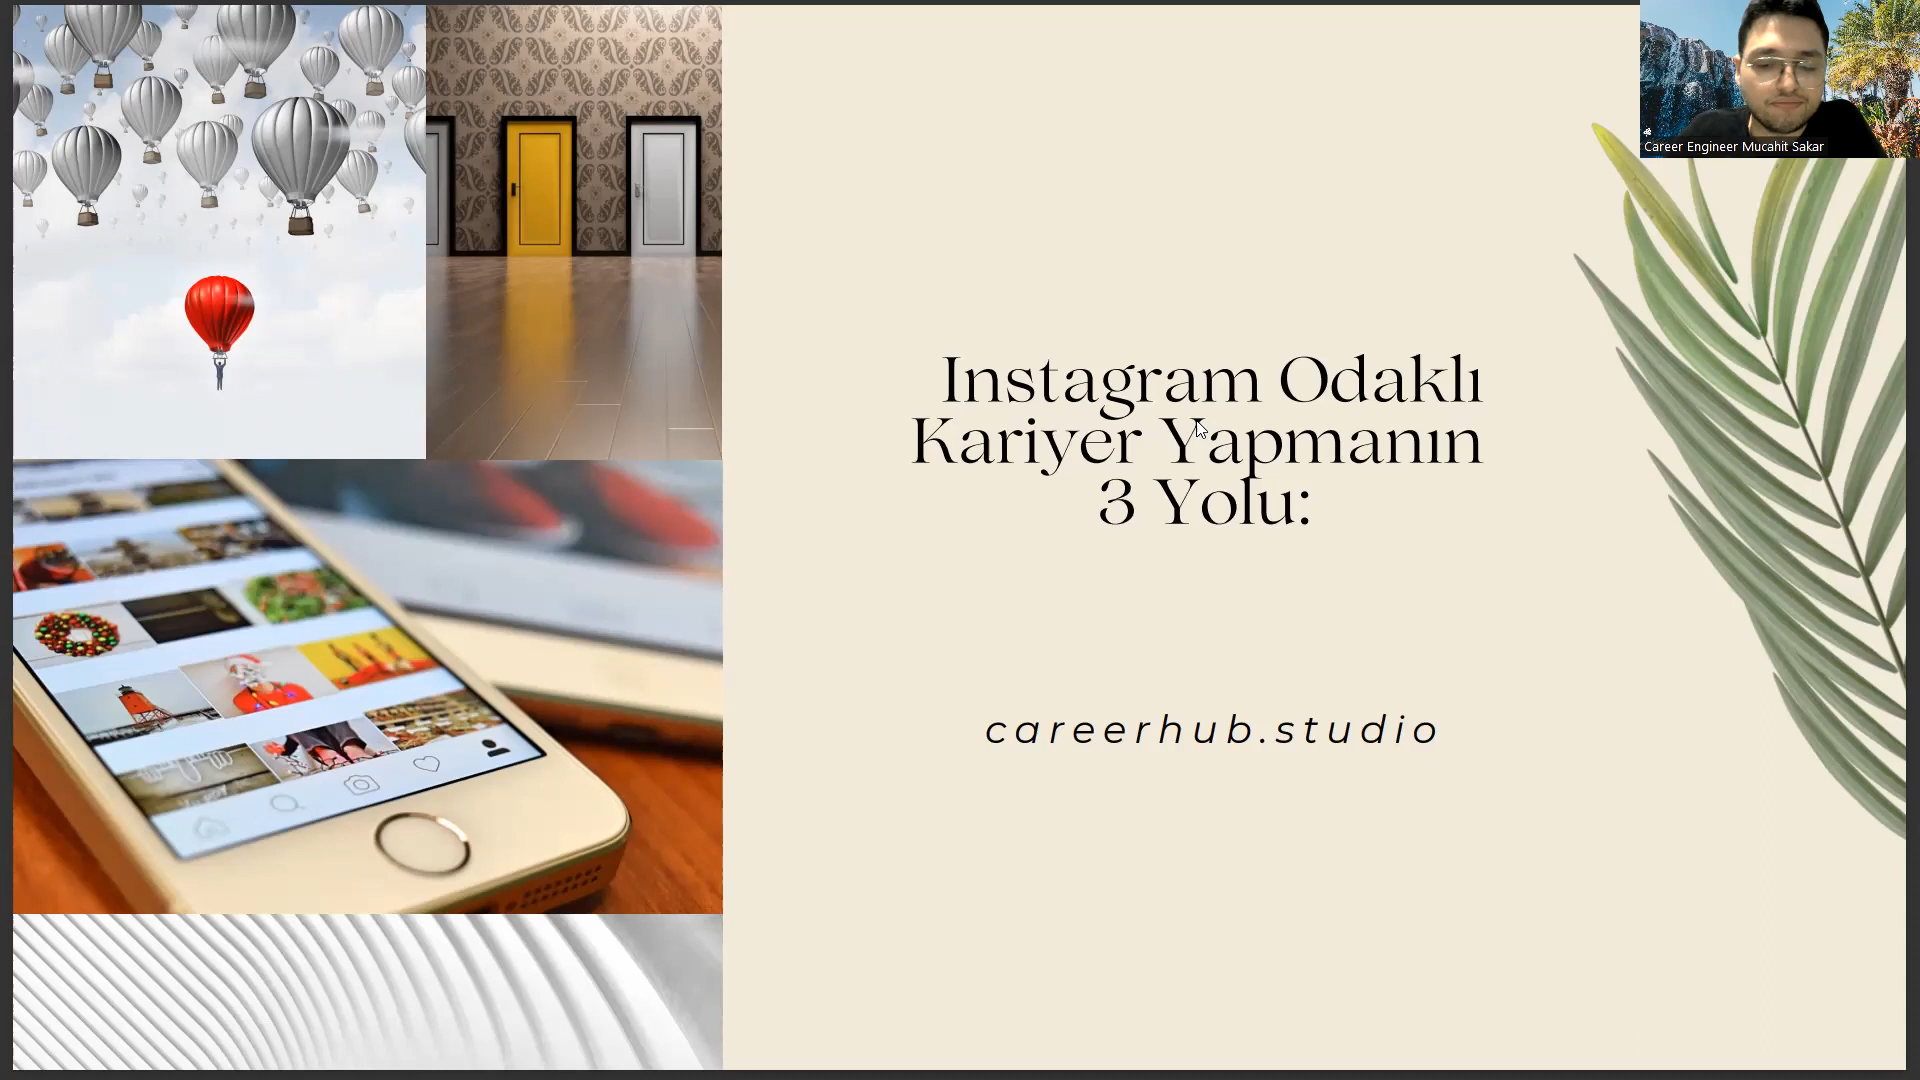 Career Engineer Mucahit Sakar
Instagram Odaklı
Kariyer Yapmanın
3 Yolu:
careerhub.studio